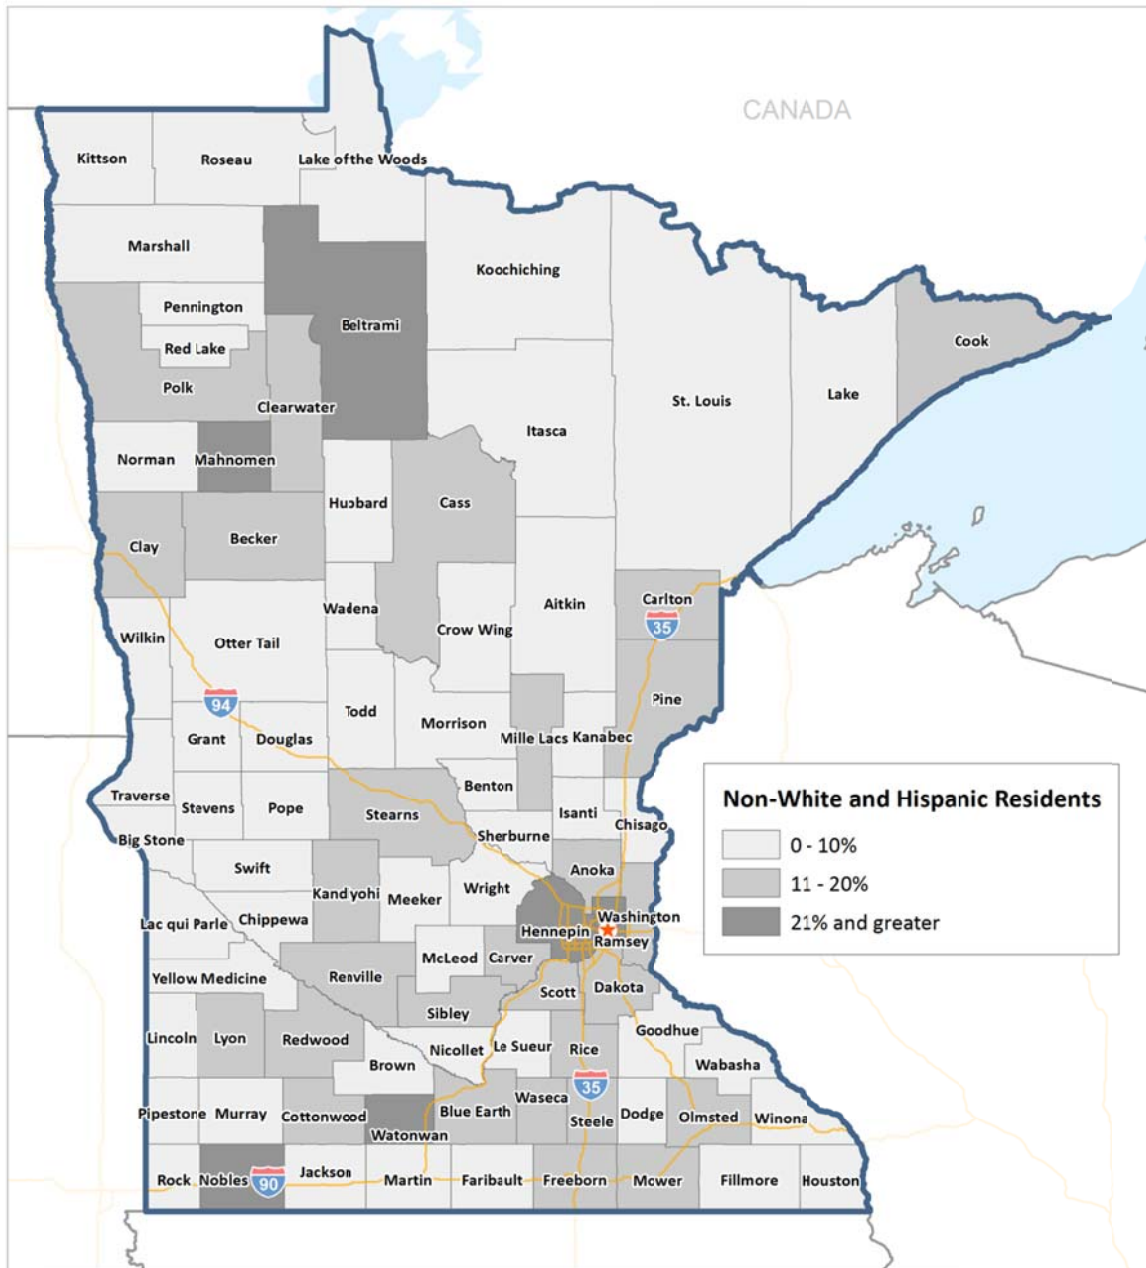 CANADA
Kittson
Roseau
Lake of the Woods
Marshall
Koochiching
Pennington
Beltrami
Red Lake
Cook
Polk
Clearwater
St. Louis
Lake
Itasca
Norman
Mahnomen
Hubbard
Cass
Clay
Becker
Wadena
Aitkin
Carlton
35
Wilkin
Otter Tail
Crow Wing
94
Pine
Todd
Morrison
Grant
Douglas
Mille Lacs
Kanabec
Traverse
Stevens
Pope
Benton
Isanti
Stearns
Chisago
Big Stone
Sherburne
Swift
Anoka
Kandiyohi
Meeker
Wright
Lac qui Parle
Chippewa
Washington
Hennepin
Ramsey
McLeod
Carver
Yellow Medicine
Renville
Scott
Dakota
Sibley
Goodhue
Lincoln
Lyon
Redwood
Nicollet
Le Sueur
Rice
Wabasha
Brown
35
Pipestone
Murray
Cottonwood
Watonwan
Blue Earth
Waseca
Steele
Dodge
Olmsted
Winona
Rock
Nobles
90
Jackson
Martin
Faribault
Freeborn
Mower
Fillmore
Houston
Non-White and Hispanic Residents
0 - 10%
11 - 20%
21% and greater